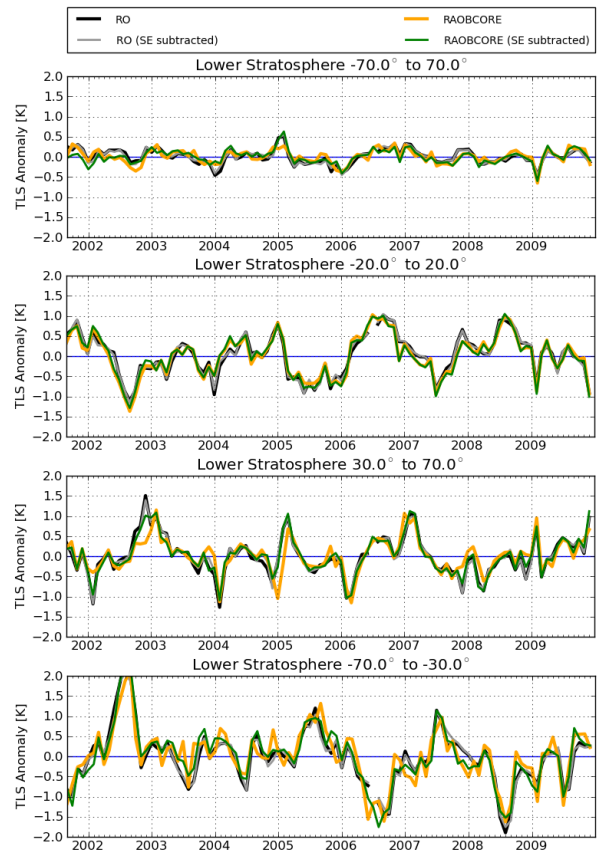 RO
RAOBCORE
RO (SE subtracted)
RAOBCORE (SE subtracted)
Lower Stratosphere -70.0° to 70.0°
TLS Anomaly [K]
2.0
1.5
1.0
0.5
0.0
−0.5
−1.0
−1.5
−2.0
2002 2003 2004 2005 2006 2007 2008 2009
Lower Stratosphere -20.0° to 20.0°
TLS Anomaly [K]
2.0
1.5
1.0
0.5
0.0
−0.5
−1.0
−1.5
−2.0
2002 2003 2004 2005 2006 2007 2008 2009
Lower Stratosphere 30.0° to 70.0°
TLS Anomaly [K]
2.0
1.5
1.0
0.5
0.0
−0.5
−1.0
−1.5
−2.0
2002 2003 2004 2005 2006 2007 2008 2009
Lower Stratosphere -70.0° to -30.0°
TLS Anomaly [K]
2.0
1.5
1.0
0.5
0.0
−0.5
−1.0
−1.5
−2.0
2002 2003 2004 2005 2006 2007 2008 2009